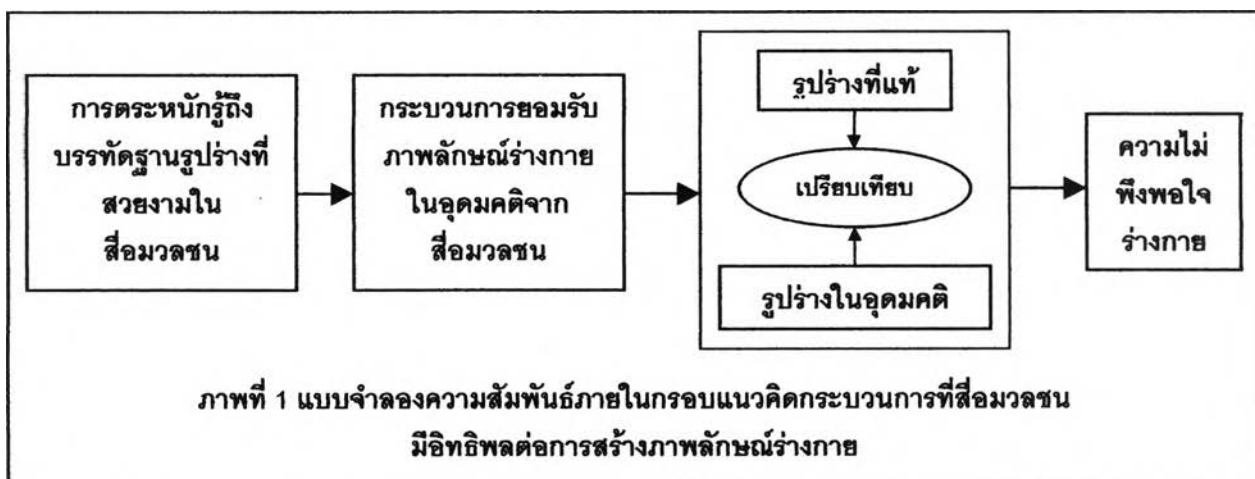 การตระหนักรู้ถึง
บรรทัดฐานรูปร่างที่
สวยงามใน
สื่อมวลชน
กระบวนการยอมรับ
ภาพลักษณ์ร่างกาย
ในอุดมคติจาก
สื่อมวลชน
รูปร่างที่แท้
เปรียบเทียบ
รูปร่างในอุดมคติ
ความไม่
พึงพอใจ
ร่างกาย
ภาพที่ 1 แบบจำลองความสัมพันธ์ภายในกรอบแนวคิดกระบวนการที่สื่อมวลชน
มีอิทธิพลต่อการสร้างภาพลักษณ์ร่างกาย